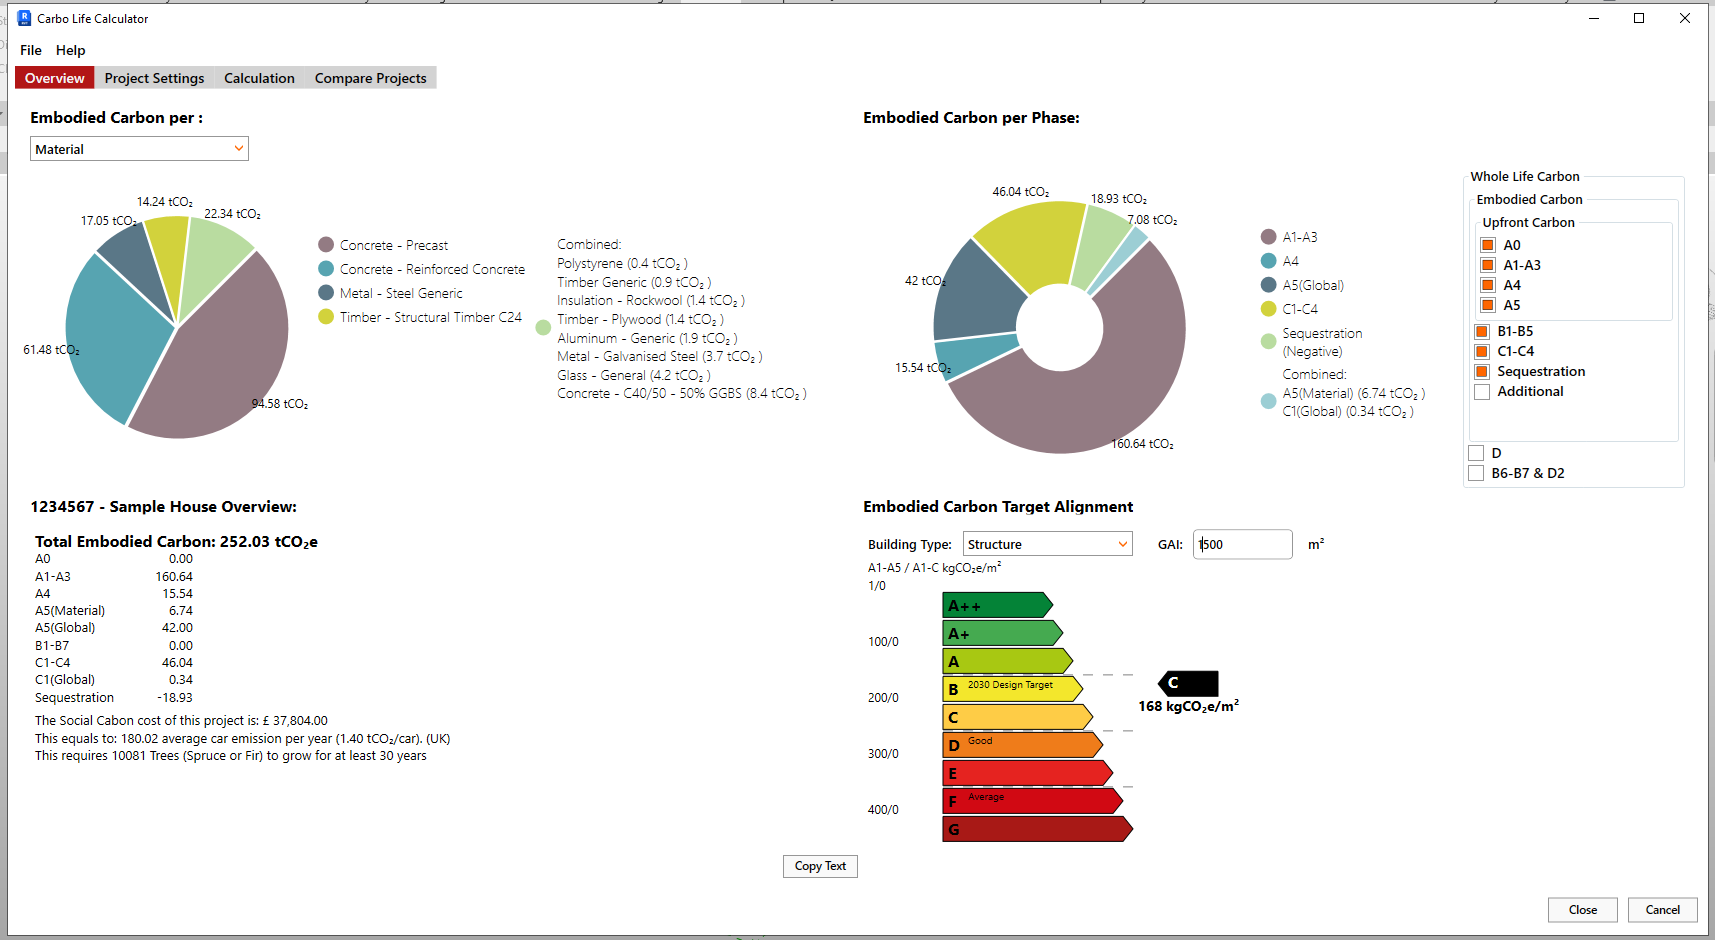 Carbo Life Calculator
File Help
Overview Project Settings Calculation Compare Projects
Embodied Carbon per :
Material
14.24 tCO₂
17.05 tCO₂
22.34 tCO₂
61.48 tCO₂
94.58 tCO₂
Concrete - Precast
Concrete - Reinforced Concrete
Metal - Steel Generic
Timber - Structural Timber C24
Combined:
Polystyrene (0.4 tCO₂ )
Timber Generic (0.9 tCO₂ )
Insulation - Rockwool (1.4 tCO₂ )
Timber - Plywood (1.4 tCO₂ )
Aluminum - Generic (1.9 tCO₂ )
Metal - Galvanised Steel (3.7 tCO₂ )
Glass - General (4.2 tCO₂ )
Concrete - C40/50 - 50% GGBS (8.4 tCO₂ )
Embodied Carbon per Phase:
46.04 tCO₂
18.93 tCO₂
7.08 tCO₂
42 tCO₂
15.54 tCO₂
160.64 tCO₂
A1-A3
A4
A5(Global)
C1-C4
Sequestration
(Negative)
Combined:
A5(Material) (6.74 tCO₂ )
C1(Global) (0.34 tCO₂ )
Whole Life Carbon
Embodied Carbon
Upfront Carbon
A0
A1-A3
A4
A5
B1-B5
C1-C4
Sequestration
Additional
D
B6-B7 & D2
1234567 - Sample House Overview:
Total Embodied Carbon: 252.03 tCO₂e
A0 0.00
A1-A3 160.64
A4 15.54
A5(Material) 6.74
A5(Global) 42.00
B1-B7 0.00
C1-C4 46.04
C1(Global) 0.34
Sequestration -18.93
The Social Cabon cost of this project is: £ 37,804.00
This equals to: 180.02 average car emission per year (1.40 tCO₂/car). (UK)
This requires 10081 Trees (Spruce or Fir) to grow for at least 30 years
Embodied Carbon Target Alignment
Building Type: Structure GAI: 1500 m²
A1-A5 / A1-C kgCO₂e/m²
1/0
A++
100/0 A+
A
200/0 B 2030 Design Target
C
C
168 kgCO₂e/m²
300/0 D Good
E
400/0 F Average
G
Copy Text
Close Cancel